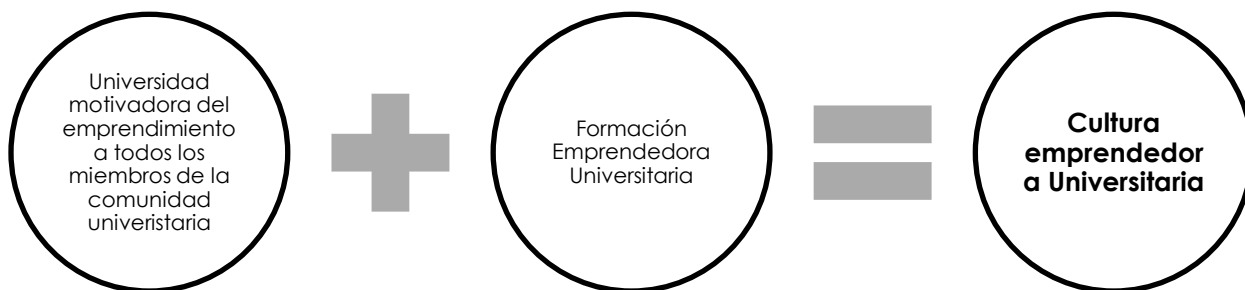 Universidad
motivadora del
emprendimiento
a todos los
miembros de la
comunidad
univeristaria
Formación
Emprendedora
Universitaria
Cultura
emprendedor
a Universitaria